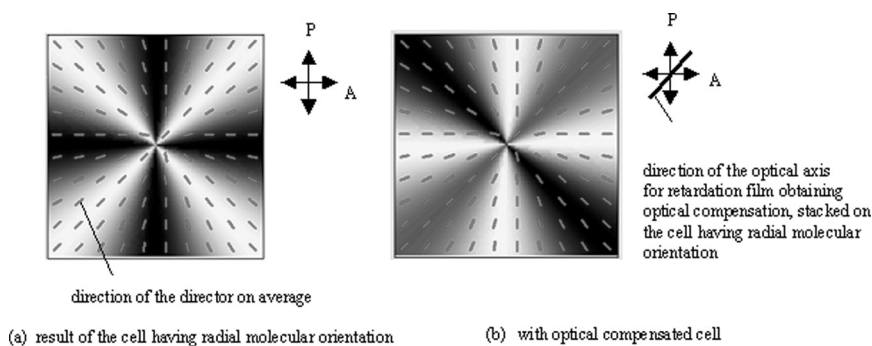 P
A
direction of the director on average
(a) result of the cell having radial molecular orientation
P
A
direction of the optical axis
for retardation film obtaining
optical compensation, stacked on
the cell having radial molecular
orientation
(b) with optical compensated cell